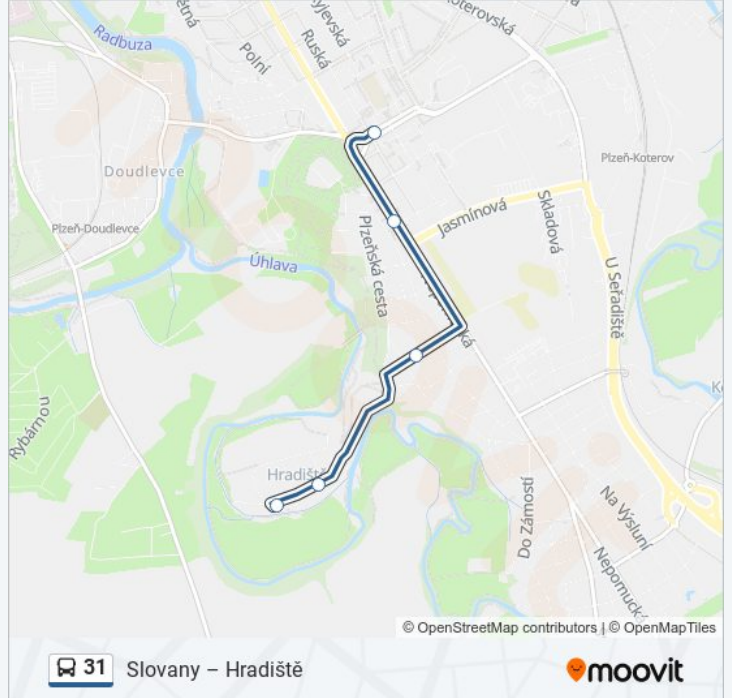 Radbuza
Koterovská
Ruská
Polní
Doudlevce
Plzeň-Koterov
Plzeň-Doudlevce
Jasmínová
Skladová
Plzeňská cesta
Úhlava
U Seřadiště
Rybárnou
Hradiště
Do Zámostí
Na Výsluní
Nepomucká
© OpenStreetMap contributors | © OpenMapTiles
31 Slovany – Hradiště
moovit